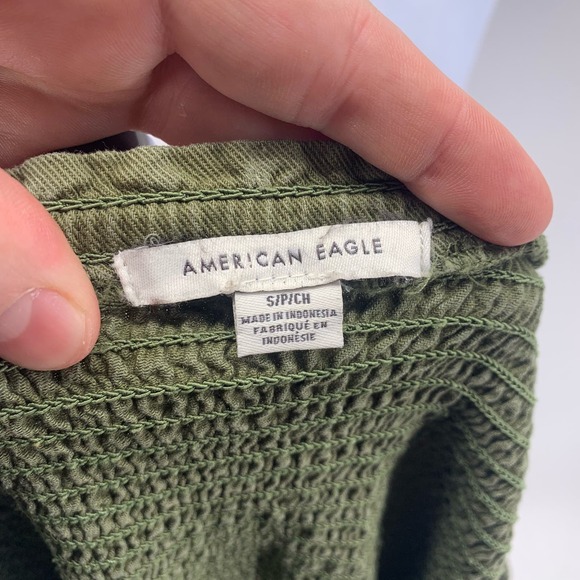 AMERICAN EAGLE
S/P/CH
MADE IN INDONESIA
FABRIQUÉ EN
INDONÉSIE